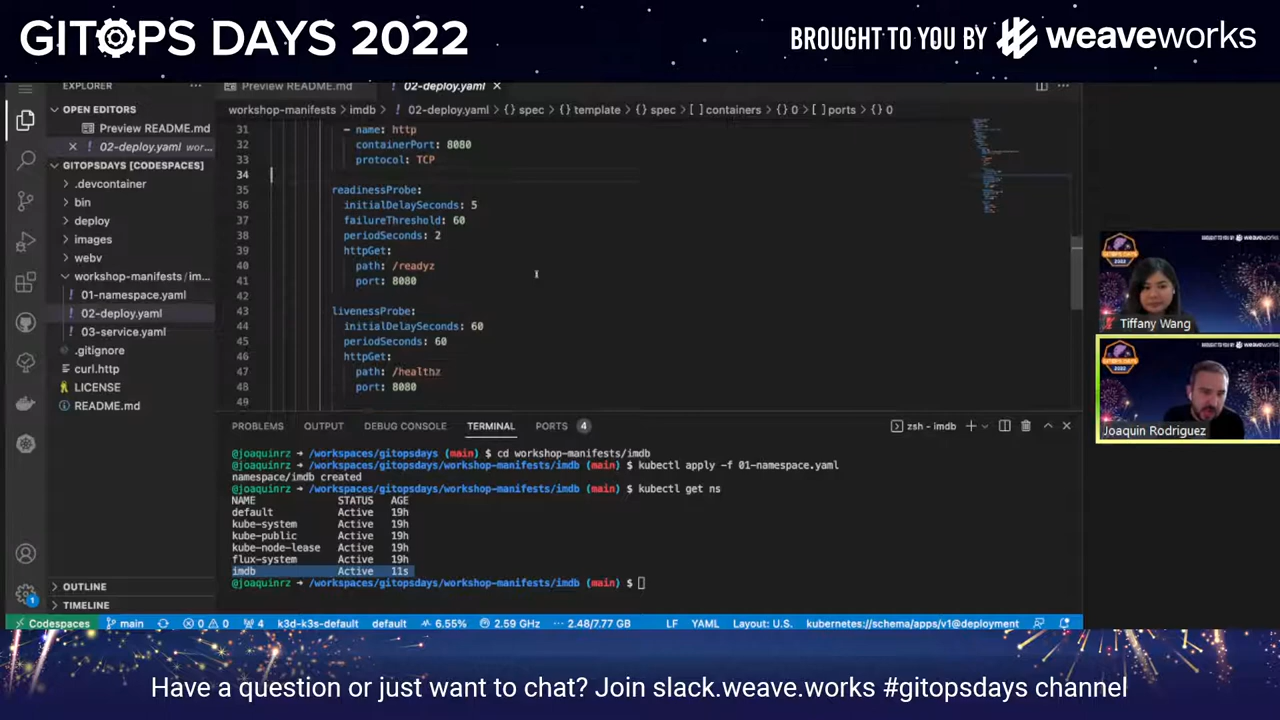 GITOPS DAYS 2022
BROUGHT TO YOU BY weaveworks
EXPLORER
Preview README.md
02-deploy.yaml
OPEN EDITORS
workshop-manifests > imdb > ! 02-deploy.yaml > {} spec > {} template > {} spec > [ ] containers > {} 0 > [ ] ports > {} 0
Preview README.md
02-deploy.yaml wor...
GITOPSDAYS [CODESPACES]
.devcontainer
bin
deploy
images
webv
workshop-manifests / im...
01-namespace.yaml
02-deploy.yaml
03-service.yaml
.gitignore
curl.http
LICENSE
README.md
OUTLINE
TIMELINE
31 - name: http
32 containerPort: 8080
33 protocol: TCP
34
35 readinessProbe:
36 initialDelaySeconds: 5
37 failureThreshold: 60
38 periodSeconds: 2
39 httpGet:
40 path: /readyz
41 port: 8080
42
43 livenessProbe:
44 initialDelaySeconds: 60
45 periodSeconds: 60
46 httpGet:
47 path: /healthz
48 port: 8080
49
PROBLEMS OUTPUT DEBUG CONSOLE TERMINAL PORTS 4 zsh - imdb
@joaquinrz → /workspaces/gitopsdays (main) $ cd workshop-manifests/imdb
@joaquinrz → /workspaces/gitopsdays/workshop-manifests/imdb (main) $ kubectl apply -f 01-namespace.yaml
namespace/imdb created
@joaquinrz → /workspaces/gitopsdays/workshop-manifests/imdb (main) $ kubectl get ns
NAME STATUS AGE
default Active 19h
kube-system Active 19h
kube-public Active 19h
kube-node-lease Active 19h
flux-system Active 19h
imdb Active 11s
@joaquinrz → /workspaces/gitopsdays/workshop-manifests/imdb (main) $
1
Codespaces main 0 0 4 k3d-k3s-default default 6.55% 2.59 GHz 2.48/7.77 GB LF YAML Layout: U.S. kubernetes://schema/apps/v1@deployment
Tiffany Wang
Joaquin Rodriguez
Have a question or just want to chat? Join slack.weave.works #gitopsdays channel